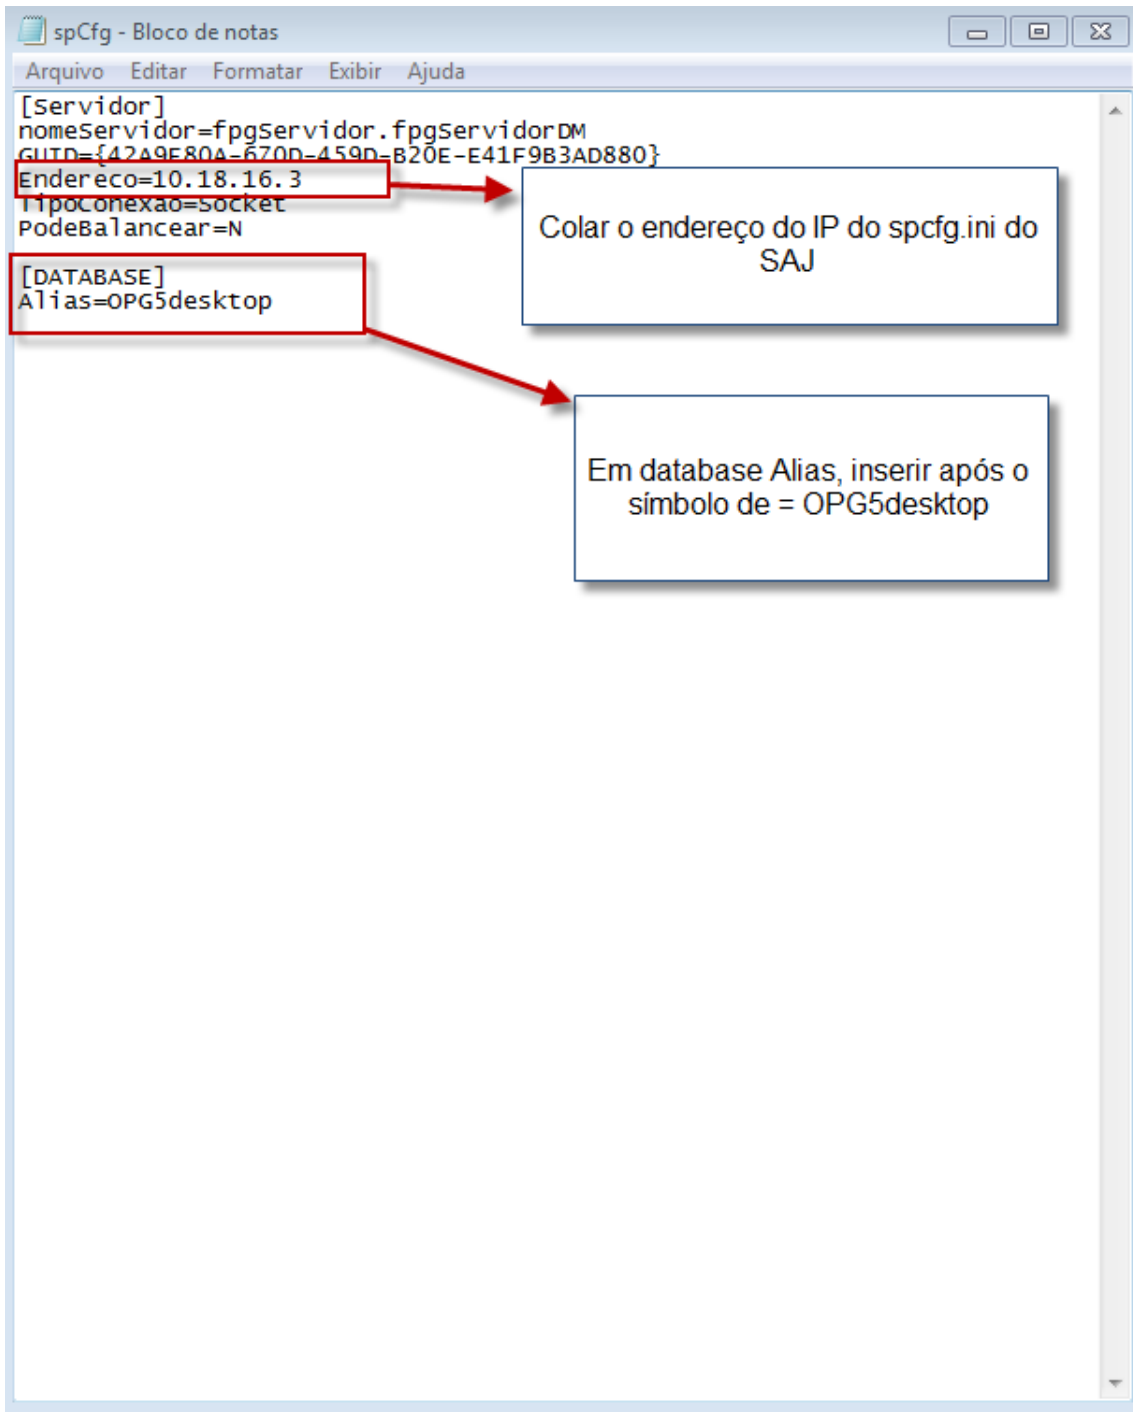 spCfg - Bloco de notas
Arquivo Editar Formatar Exibir Ajuda
[Servidor]
nomeServidor=fpgServidor.fpgServidorDM
GUID={42A9E80A-670D-459D-B20E-E41F9B3AD880}
Endereco=10.18.16.3
TipoConexao=Socket
PodeBalancear=N
[DATABASE]
Alias=OPG5desktop
Colar o endereço do IP do spcfg.ini do
SAJ
Em database Alias, inserir após o
símbolo de = OPG5desktop